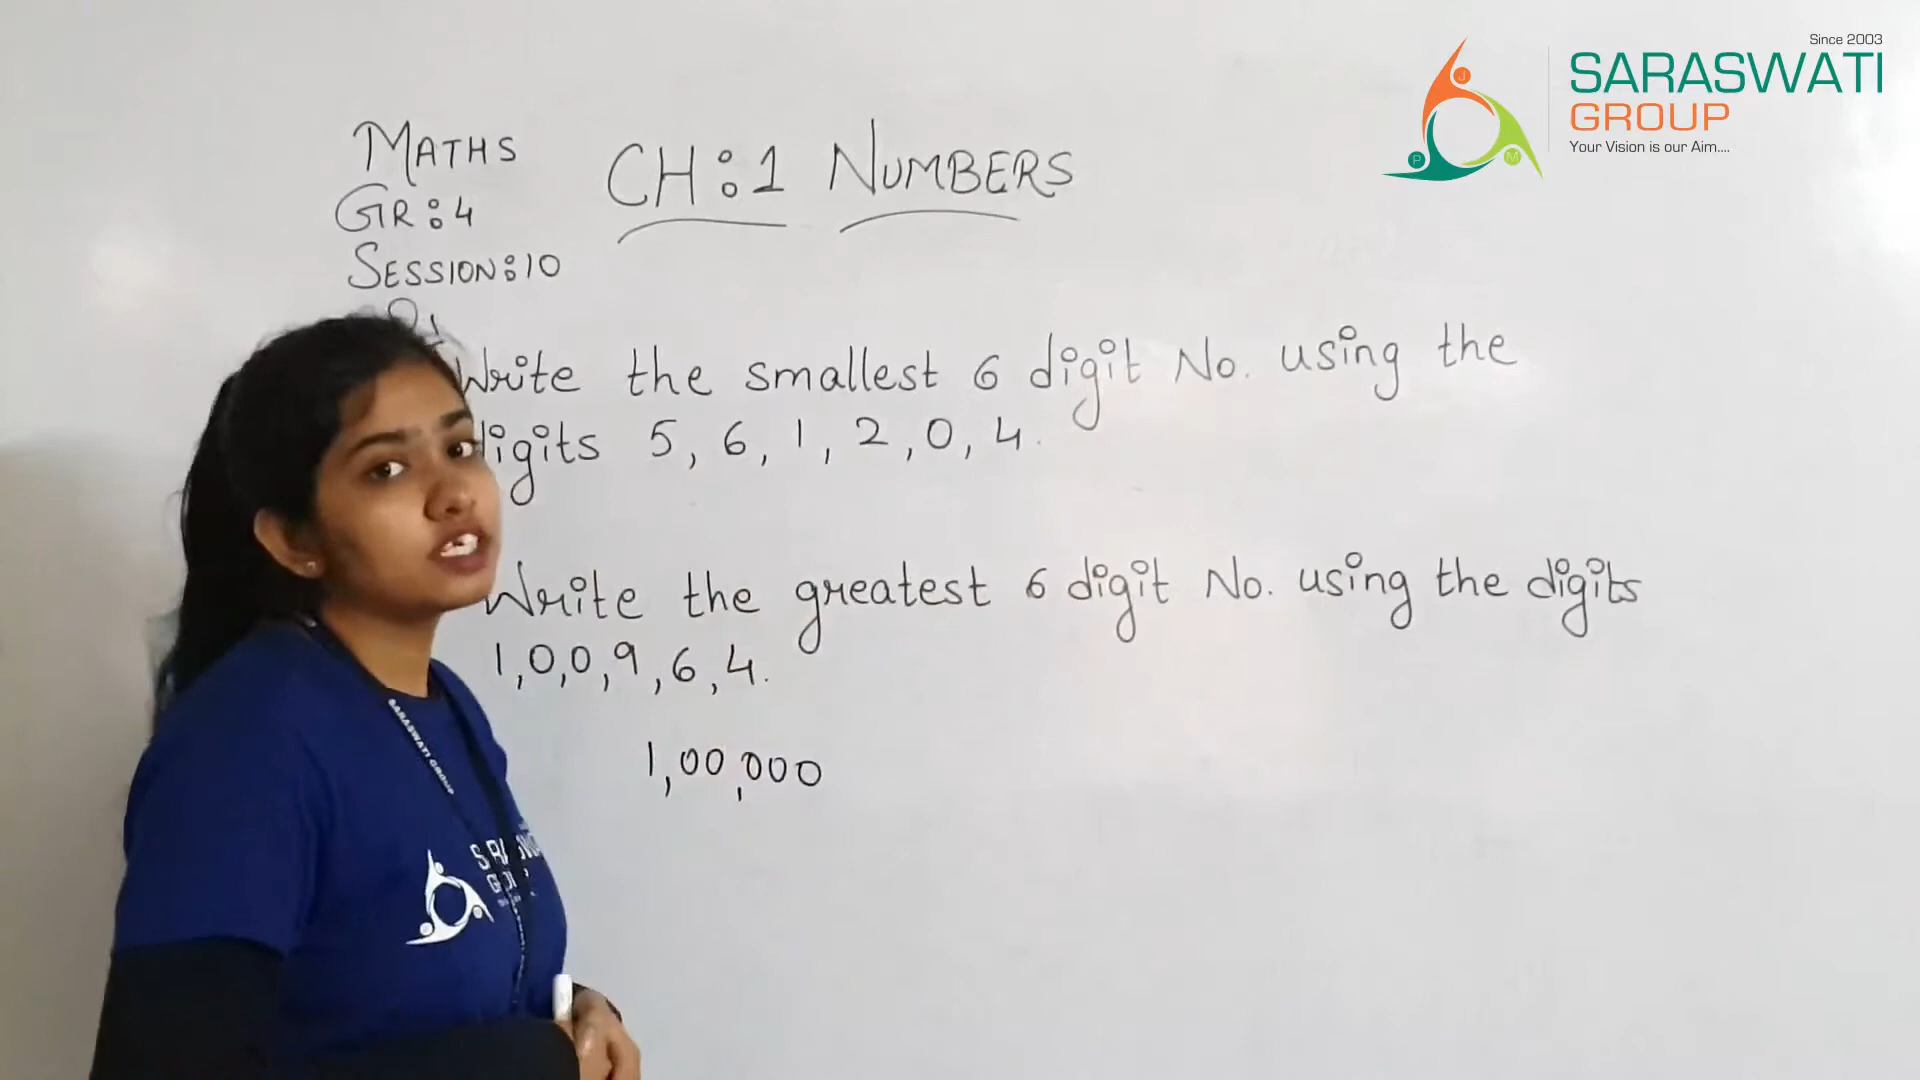 Since 2003
SARASWATI
GROUP
Your Vision is our Aim....
J
P
M
MATHS
GR:4
SESSION:10
CH:1 NUMBERS
Write the smallest 6 digit No. using the
digits 5, 6, 1, 2, 0, 4.
Write the greatest 6 digit No. using the digits
1,0,0,9,6,4.
1,00,000
SARASWATI GROUP